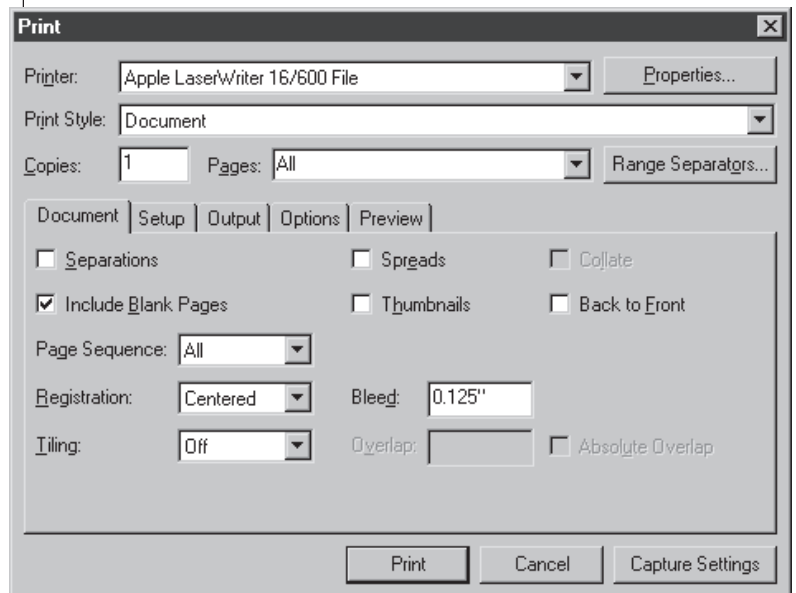 Print
Printer: Apple LaserWriter 16/600 File Properties...
Print Style: Document
Copies: 1 Pages: All Range Separators...
Document Setup Output Options Preview
Separations Spreads Collate
Include Blank Pages Thumbnails Back to Front
Page Sequence: All
Registration: Centered Bleed: 0.125"
Tiling: Off Overlap: Absolute Overlap
Print Cancel Capture Settings